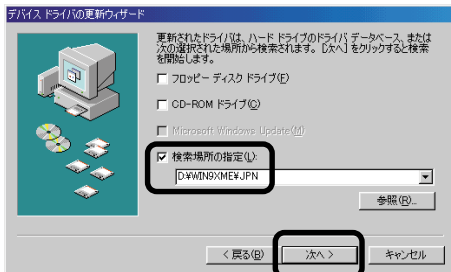 デバイス ドライバの更新ウィザード
更新されたドライバは、ハード ドライブのドライバ データベース、または
次の選択された場所から検索されます。[次へ] をクリックすると検索
を開始します。
フロッピー ディスク ドライブ(F)
CD-ROM ドライブ(C)
Microsoft Windows Update(M)
検索場所の指定(L):
D:¥WIN9XME¥JPN
参照(R)...
< 戻る(B)
次へ >
キャンセル